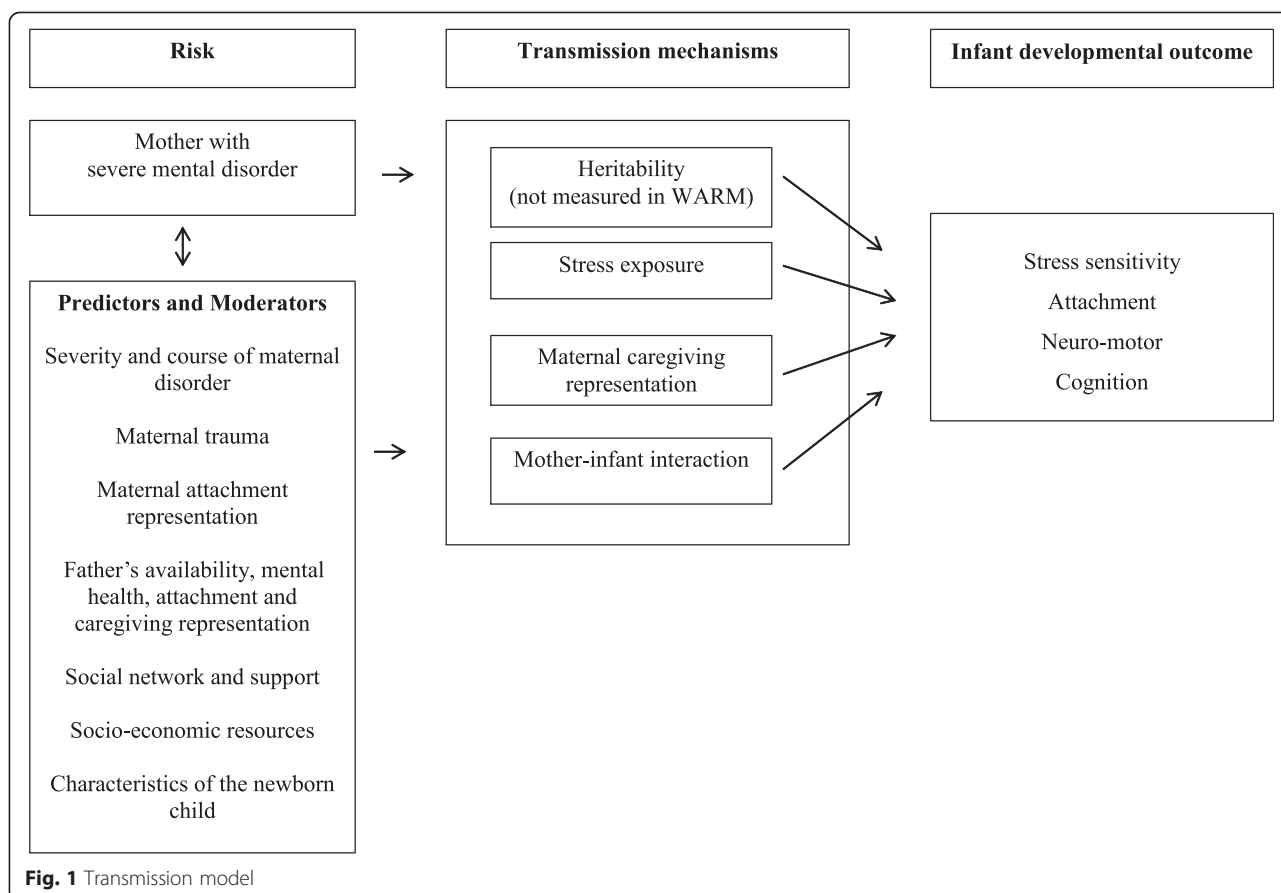 Risk
Transmission mechanisms
Infant developmental outcome
Mother with
severe mental disorder
Predictors and Moderators
Severity and course of maternal
disorder
Maternal trauma
Maternal attachment
representation
Father’s availability, mental
health, attachment and
caregiving representation
Social network and support
Socio-economic resources
Characteristics of the newborn
child
Heritability
(not measured in WARM)
Stress exposure
Maternal caregiving
representation
Mother-infant interaction
Stress sensitivity
Attachment
Neuro-motor
Cognition
Fig. 1 Transmission model